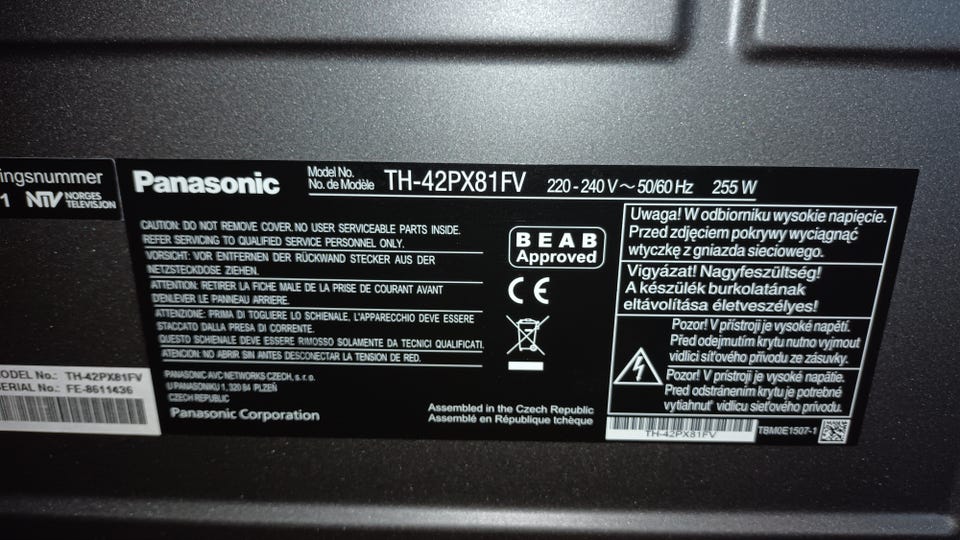 ingsnummer
1 NTV NORGES TELEVISJON
MODEL No.: TH-42PX81FV
SERIAL No.: FE-8611436
Panasonic
Model No.
No. de Modèle
TH-42PX81FV 220 - 240 V ~ 50/60 Hz 255 W
CAUTION: DO NOT REMOVE COVER. NO USER SERVICEABLE PARTS INSIDE.
REFER SERVICING TO QUALIFIED SERVICE PERSONNEL ONLY.
VORSICHT: VOR ENTFERNEN DER RÜCKWAND STECKER AUS DER
NETZSTECKDOSE ZIEHEN.
ATTENTION: RETIRER LA FICHE MALE DE LA PRISE DE COURANT AVANT
D'ENLEVER LE PANNEAU ARRIERE.
ATTENZIONE: PRIMA DI TOGLIERE LO SCHIENALE, L'APPARECCHIO DEVE ESSERE
STACCATO DALLA PRESA DI CORRENTE.
QUESTO SCHIENALE DEVE ESSERE RIMOSSO SOLAMENTE DA TECNICI QUALIFICATI.
ATENCION: NO ABRIR SIN ANTES DESCONECTAR LA TENSION DE RED.
PANASONIC AVC NETWORKS CZECH, s. r. o.
U PANASONIKU 1, 320 84 PLZEŇ
CZECH REPUBLIC
Panasonic Corporation
BEAB
Approved
CE
Assembled in the Czech Republic
Assemblé en République tchèque
Uwaga! W odbiorniku wysokie napięcie.
Przed zdjęciem pokrywy wyciągnąć
wtyczkę z gniazda sieciowego.
Vigyázat! Nagyfeszültség!
A készülék burkolatának
eltávolítása életveszélyes!
Pozor! V přístroji je vysoké napětí.
Před odejmutím krytu je nutno vyjmout
vidlici síťového přívodu ze zásuvky.
Pozor! V prístroji je vysoké napätie.
Pred odstránením krytu je potrebné
vytiahnuť vidlicu sieťového prívodu.
TH-42PX81FV
TBM0E1507-1